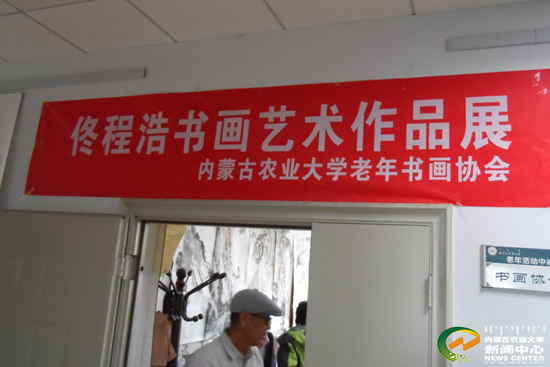 佟程浩书画艺术作品展
内蒙古农业大学老年书画协会
老年活动中
书画协
内蒙古农业大学
新闻中心
NEWS CENTER